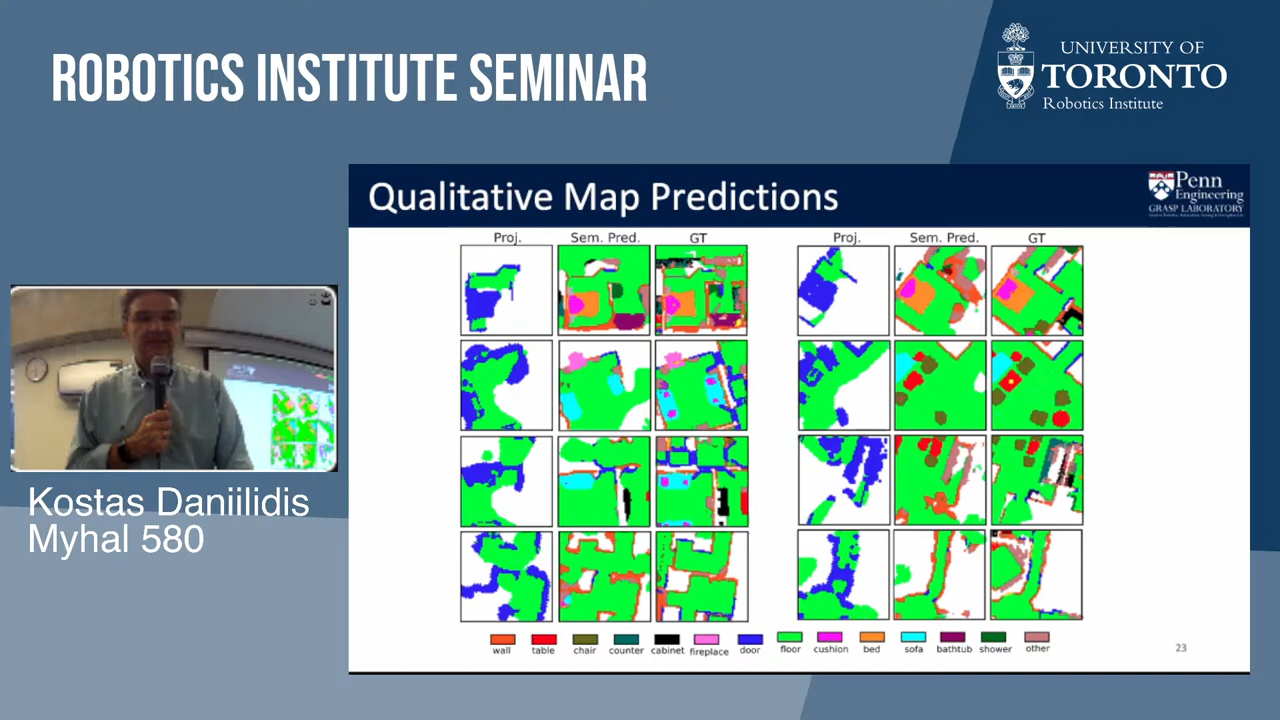 ROBOTICS INSTITUTE SEMINAR
UNIVERSITY OF
TORONTO
Robotics Institute
Qualitative Map Predictions
Penn
Engineering
GRASP LABORATORY
Proj. Sem. Pred. GT Proj. Sem. Pred. GT
Kostas Daniilidis
Myhal 580
wall table chair counter cabinet fireplace door floor cushion bed sofa bathtub shower other
23